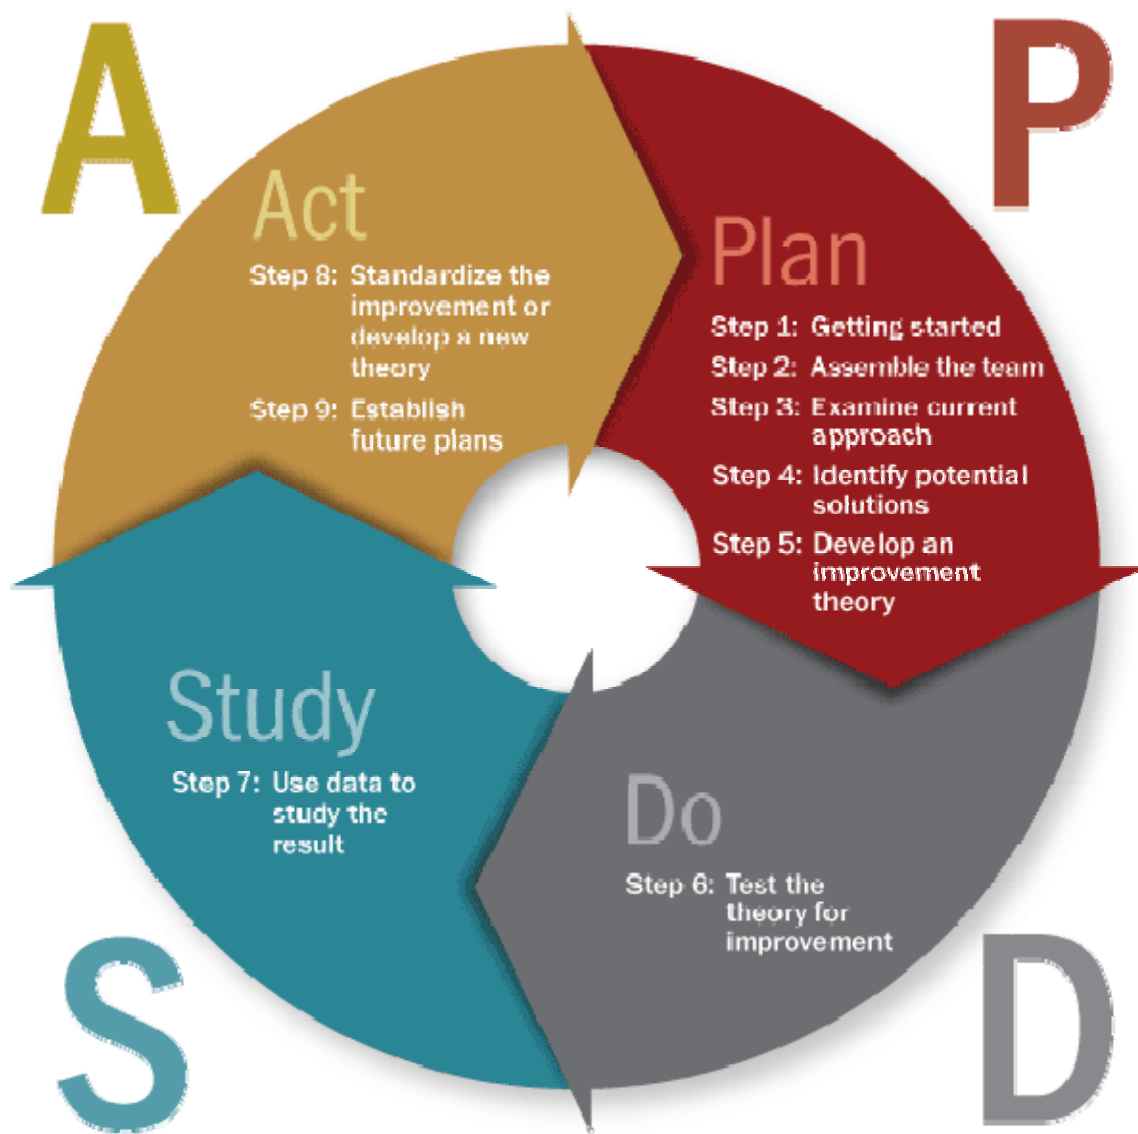 A
P
Act
Step 8: Standardize the
improvement or
develop a new
theory
Step 9: Establish
future plans
Plan
Step 1: Getting started
Step 2: Assemble the team
Step 3: Examine current
approach
Step 4: Identify potential
solutions
Step 5: Develop an
improvement
theory
Study
Step 7: Use data to
study the
result
Do
Step 6: Test the
theory for
improvement
S
D